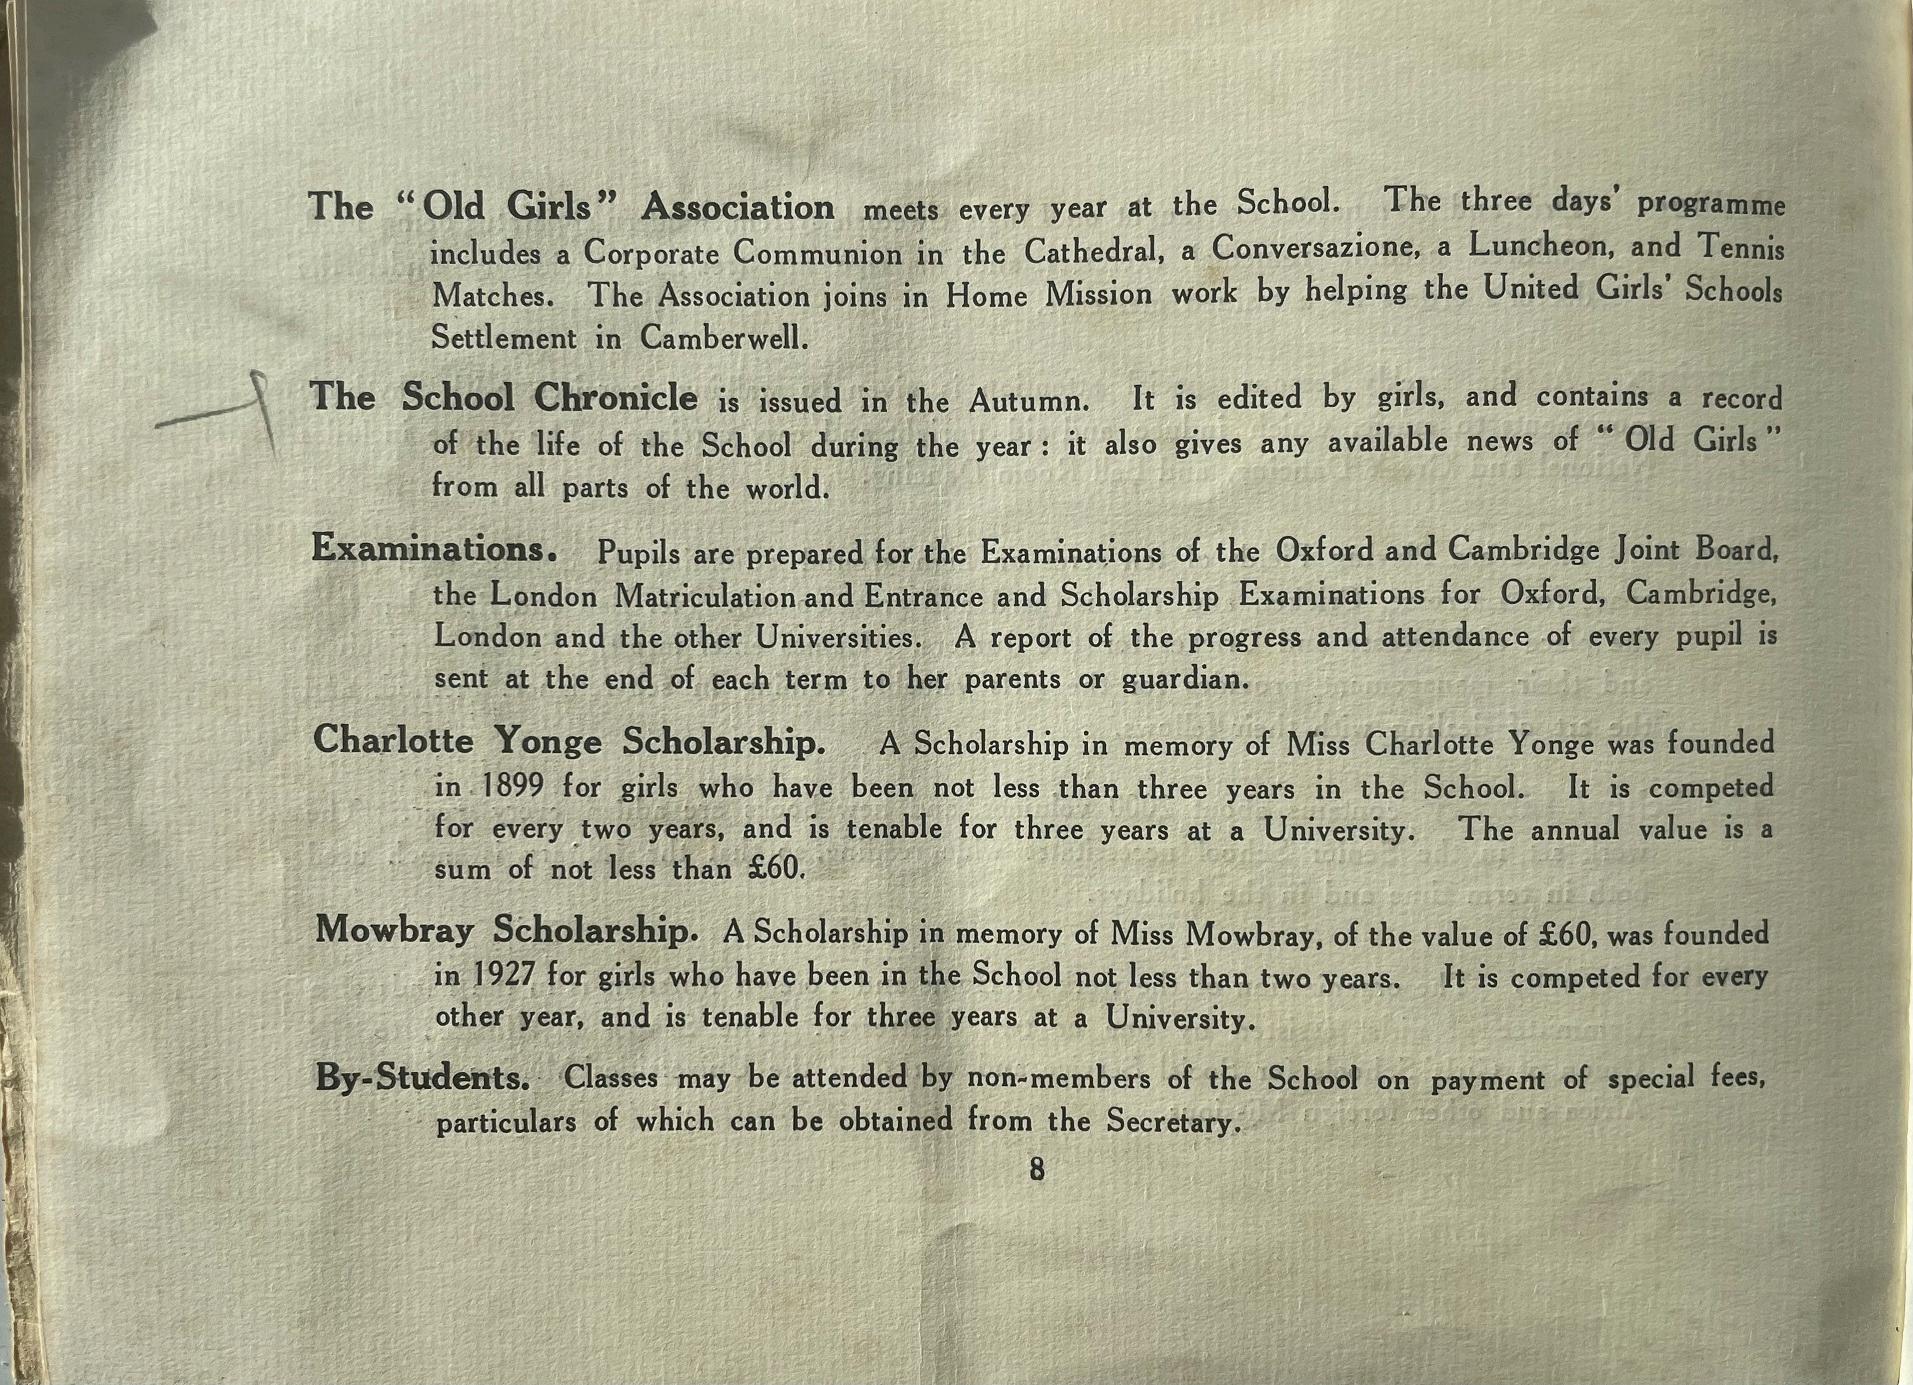 The “Old Girls” Association meets every year at the School. The three days’ programme
includes a Corporate Communion in the Cathedral, a Conversazione, a Luncheon, and Tennis
Matches. The Association joins in Home Mission work by helping the United Girls’ Schools
Settlement in Camberwell.
The School Chronicle is issued in the Autumn. It is edited by girls, and contains a record
of the life of the School during the year : it also gives any available news of “ Old Girls ”
from all parts of the world.
Examinations. Pupils are prepared for the Examinations of the Oxford and Cambridge Joint Board,
the London Matriculation and Entrance and Scholarship Examinations for Oxford, Cambridge,
London and the other Universities. A report of the progress and attendance of every pupil is
sent at the end of each term to her parents or guardian.
Charlotte Yonge Scholarship. A Scholarship in memory of Miss Charlotte Yonge was founded
in 1899 for girls who have been not less than three years in the School. It is competed
for every two years, and is tenable for three years at a University. The annual value is a
sum of not less than £60.
Mowbray Scholarship. A Scholarship in memory of Miss Mowbray, of the value of £60, was founded
in 1927 for girls who have been in the School not less than two years. It is competed for every
other year, and is tenable for three years at a University.
By-Students. Classes may be attended by non-members of the School on payment of special fees,
particulars of which can be obtained from the Secretary.
8